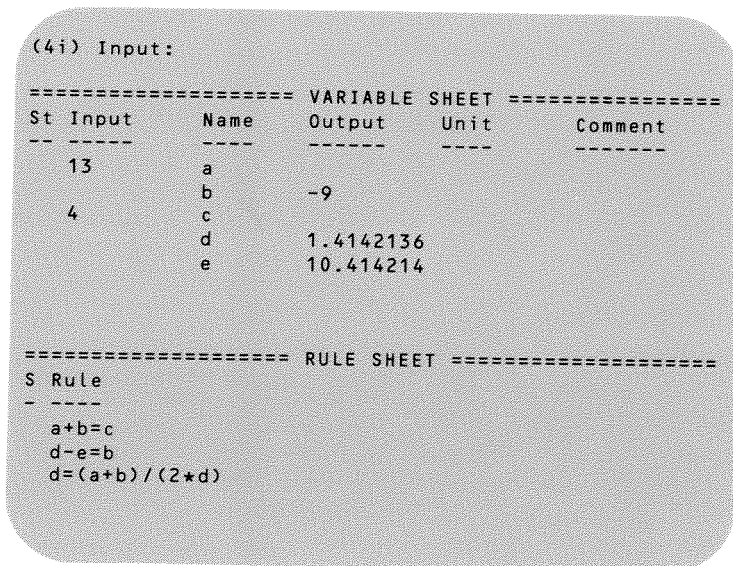 (4i) Input:
==================== VARIABLE SHEET ================
St Input Name Output Unit Comment
-- ----- ---- ------ ---- -------
13 a
b -9
4 c
d 1.4142136
e 10.414214
==================== RULE SHEET ====================
S Rule
- ----
a+b=c
d-e=b
d=(a+b)/(2*d)